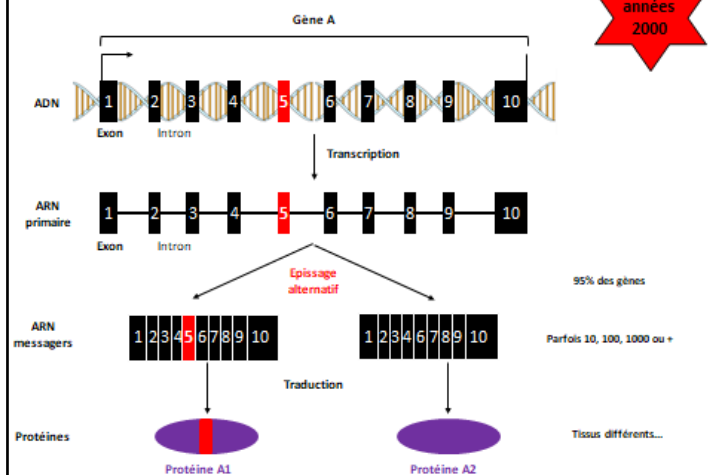 années
2000
Gène A
ADN
1 2 3 4 5 6 7 8 9 10
Exon Intron
Transcription
ARN
primaire
1 2 3 4 5 6 7 8 9 10
Exon Intron
Epissage
alternatif
95% des gènes
ARN
messagers
1 2 3 4 5 6 7 8 9 10
1 2 3 4 6 7 8 9 10
Parfois 10, 100, 1000 ou +
Traduction
Protéines
Tissus différents...
Protéine A1
Protéine A2